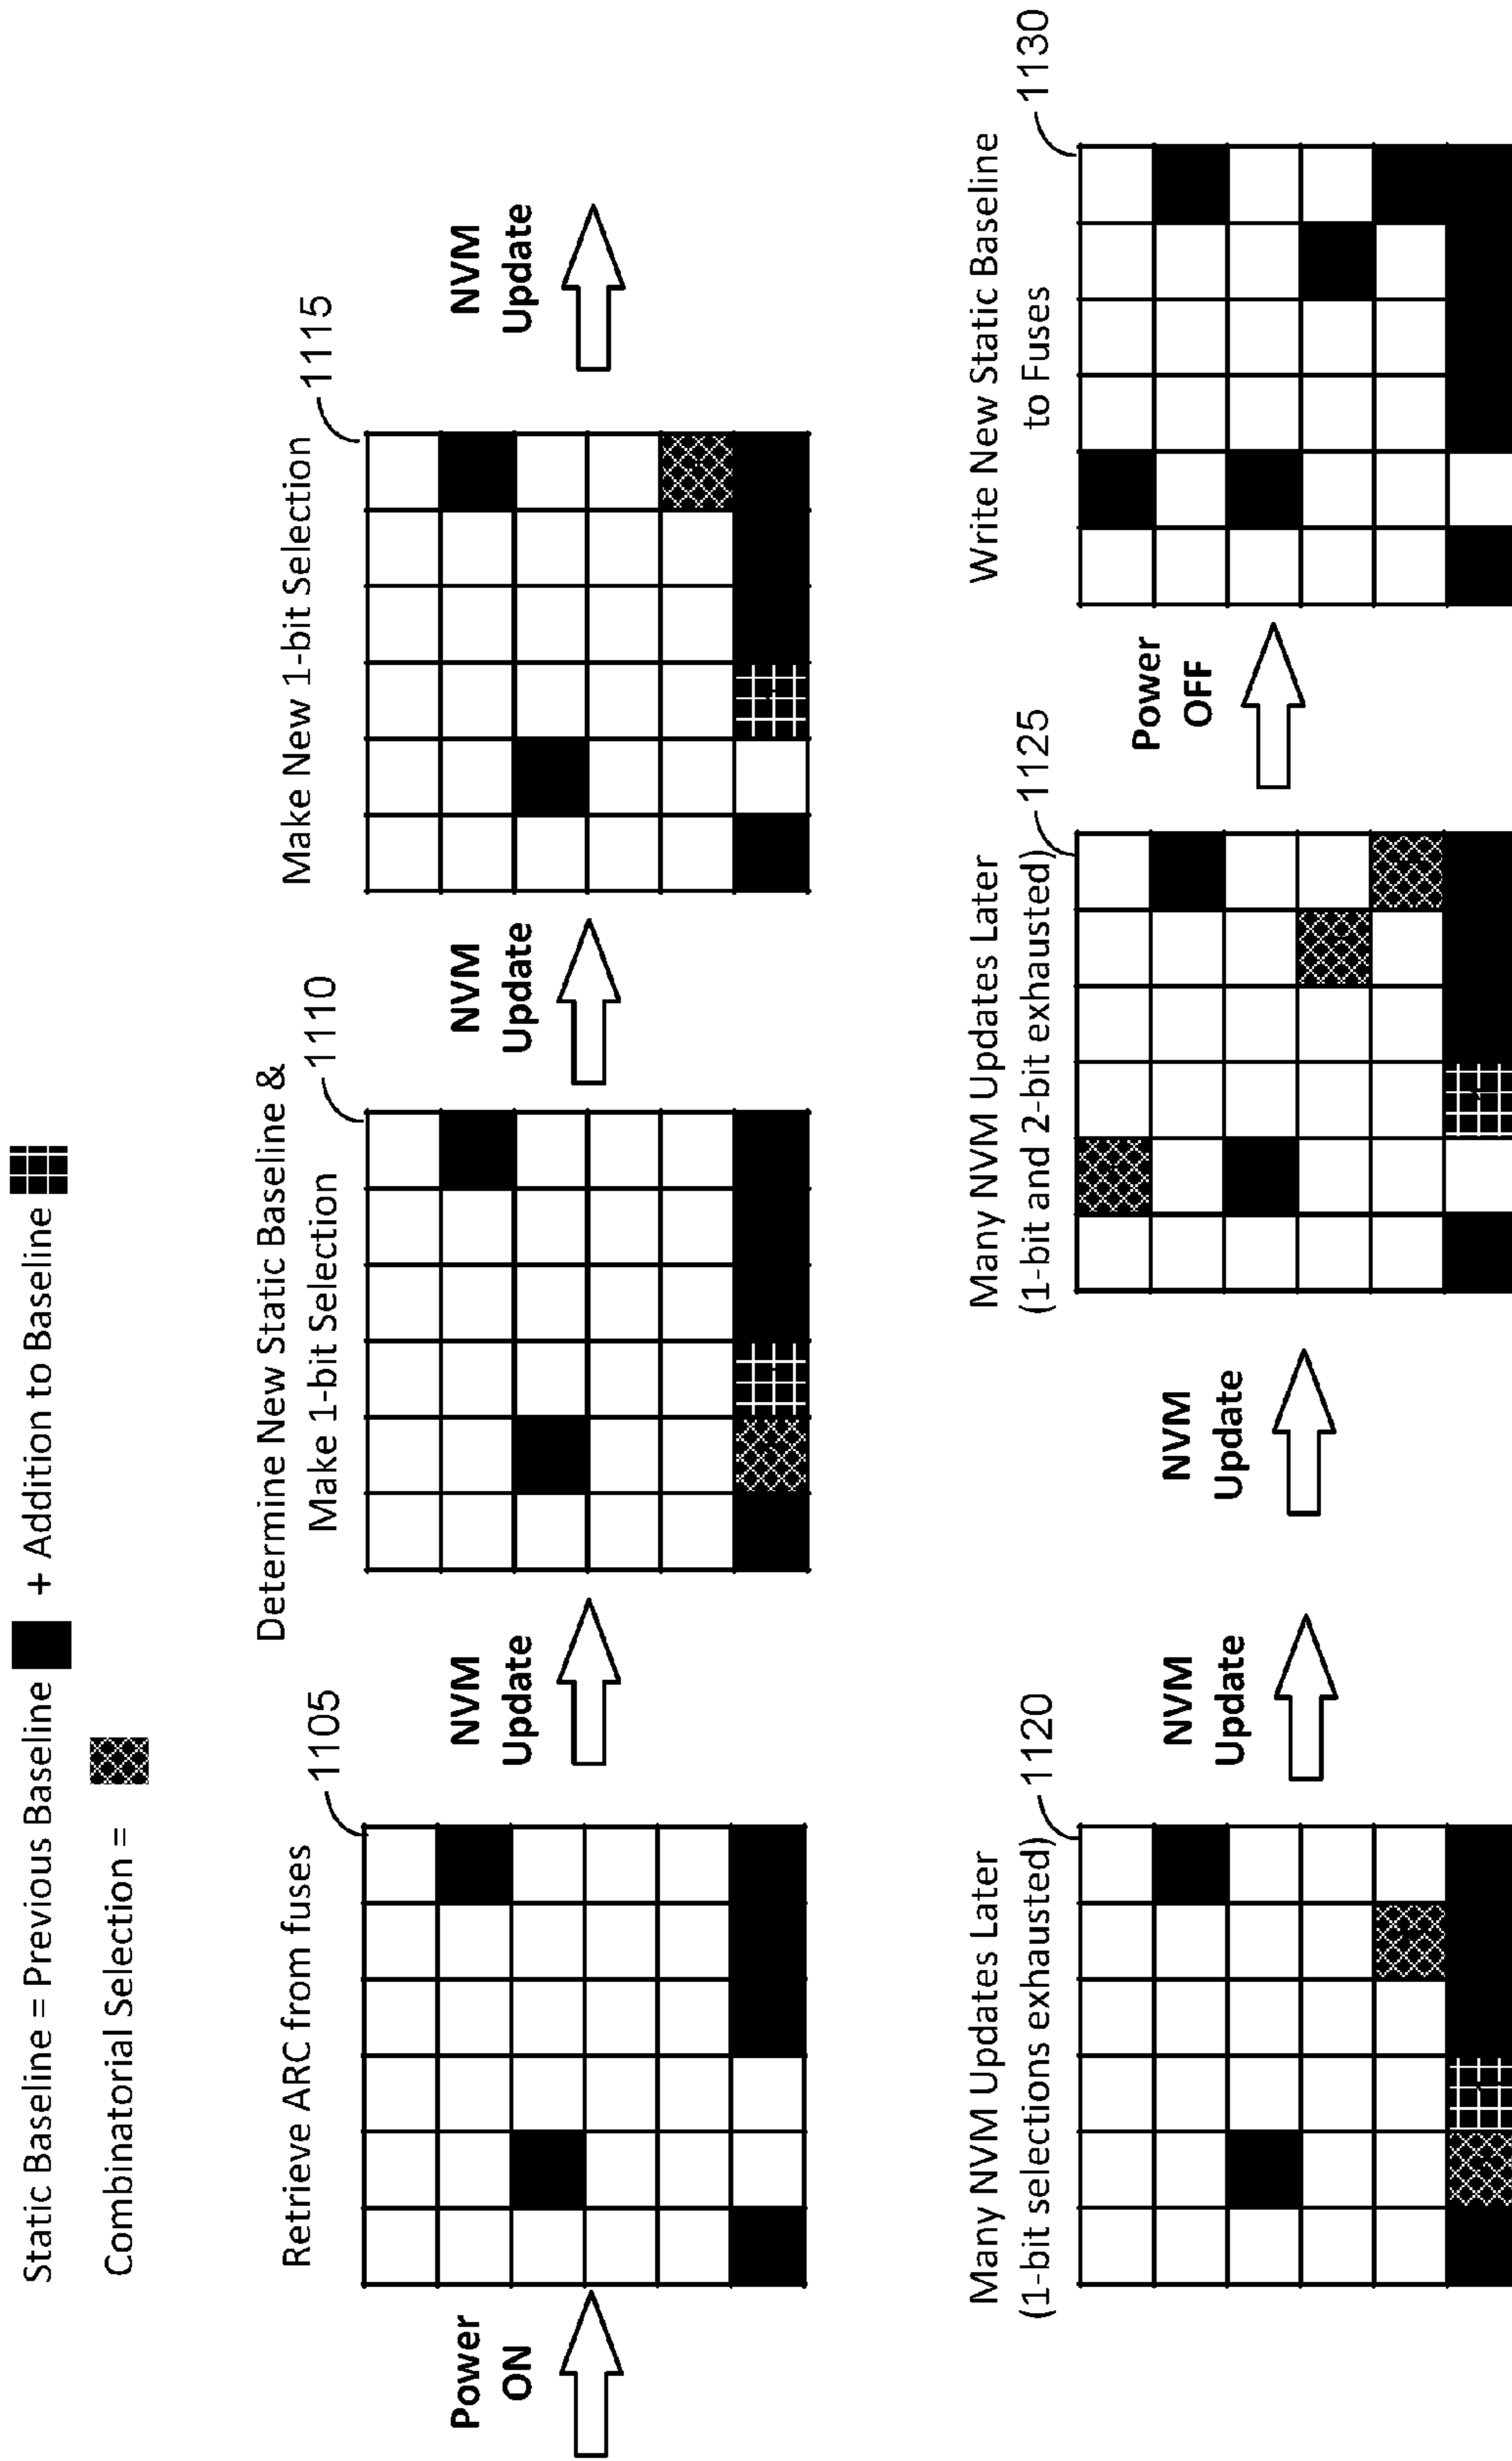 Static Baseline = Previous Baseline + Addition to Baseline
Combinatorial Selection =
Power
ON
Retrieve ARC from fuses
1105
NVM
Update
Determine New Static Baseline &
Make 1-bit Selection
1110
NVM
Update
Make New 1-bit Selection
1115
NVM
Update
Many NVM Updates Later
(1-bit selections exhausted)
1120
NVM
Update
NVM
Update
Many NVM Updates Later
(1-bit and 2-bit exhausted)
1125
Power
OFF
Write New Static Baseline
to Fuses
1130